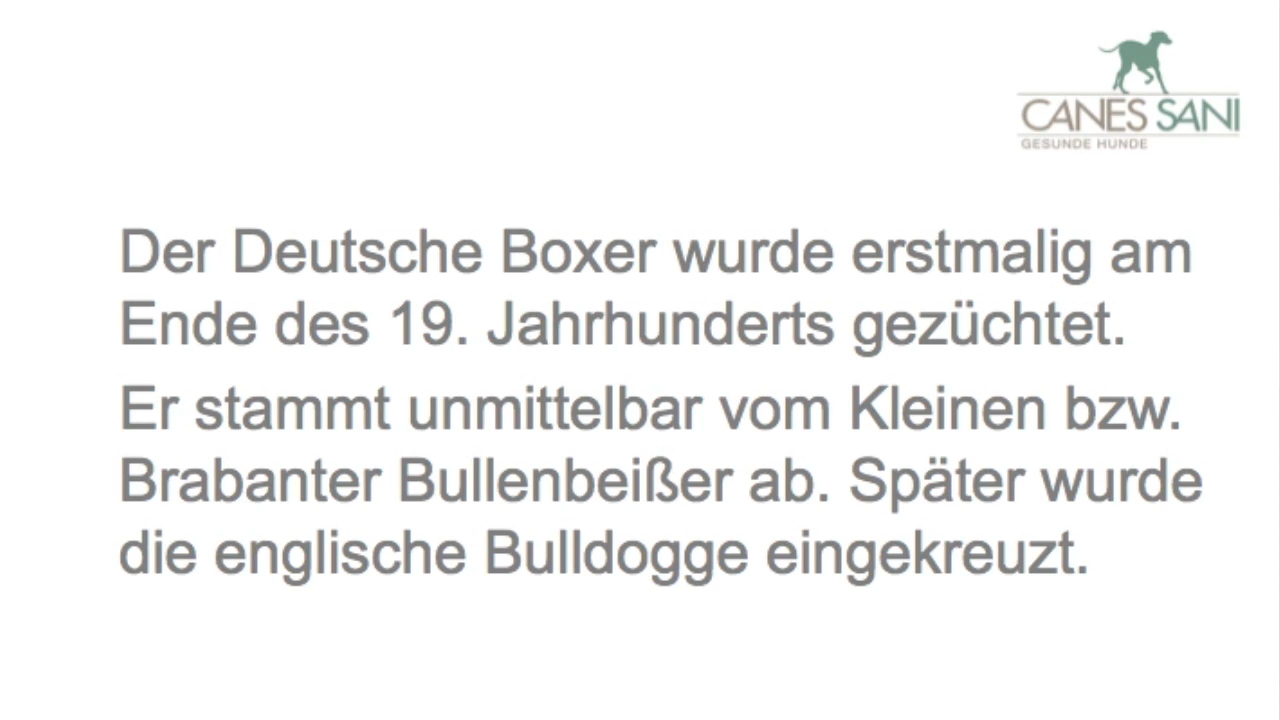 CANES SANI
GESUNDE HUNDE
Der Deutsche Boxer wurde erstmalig am
Ende des 19. Jahrhunderts gezüchtet.
Er stammt unmittelbar vom Kleinen bzw.
Brabanter Bullenbeißer ab. Später wurde
die englische Bulldogge eingekreuzt.